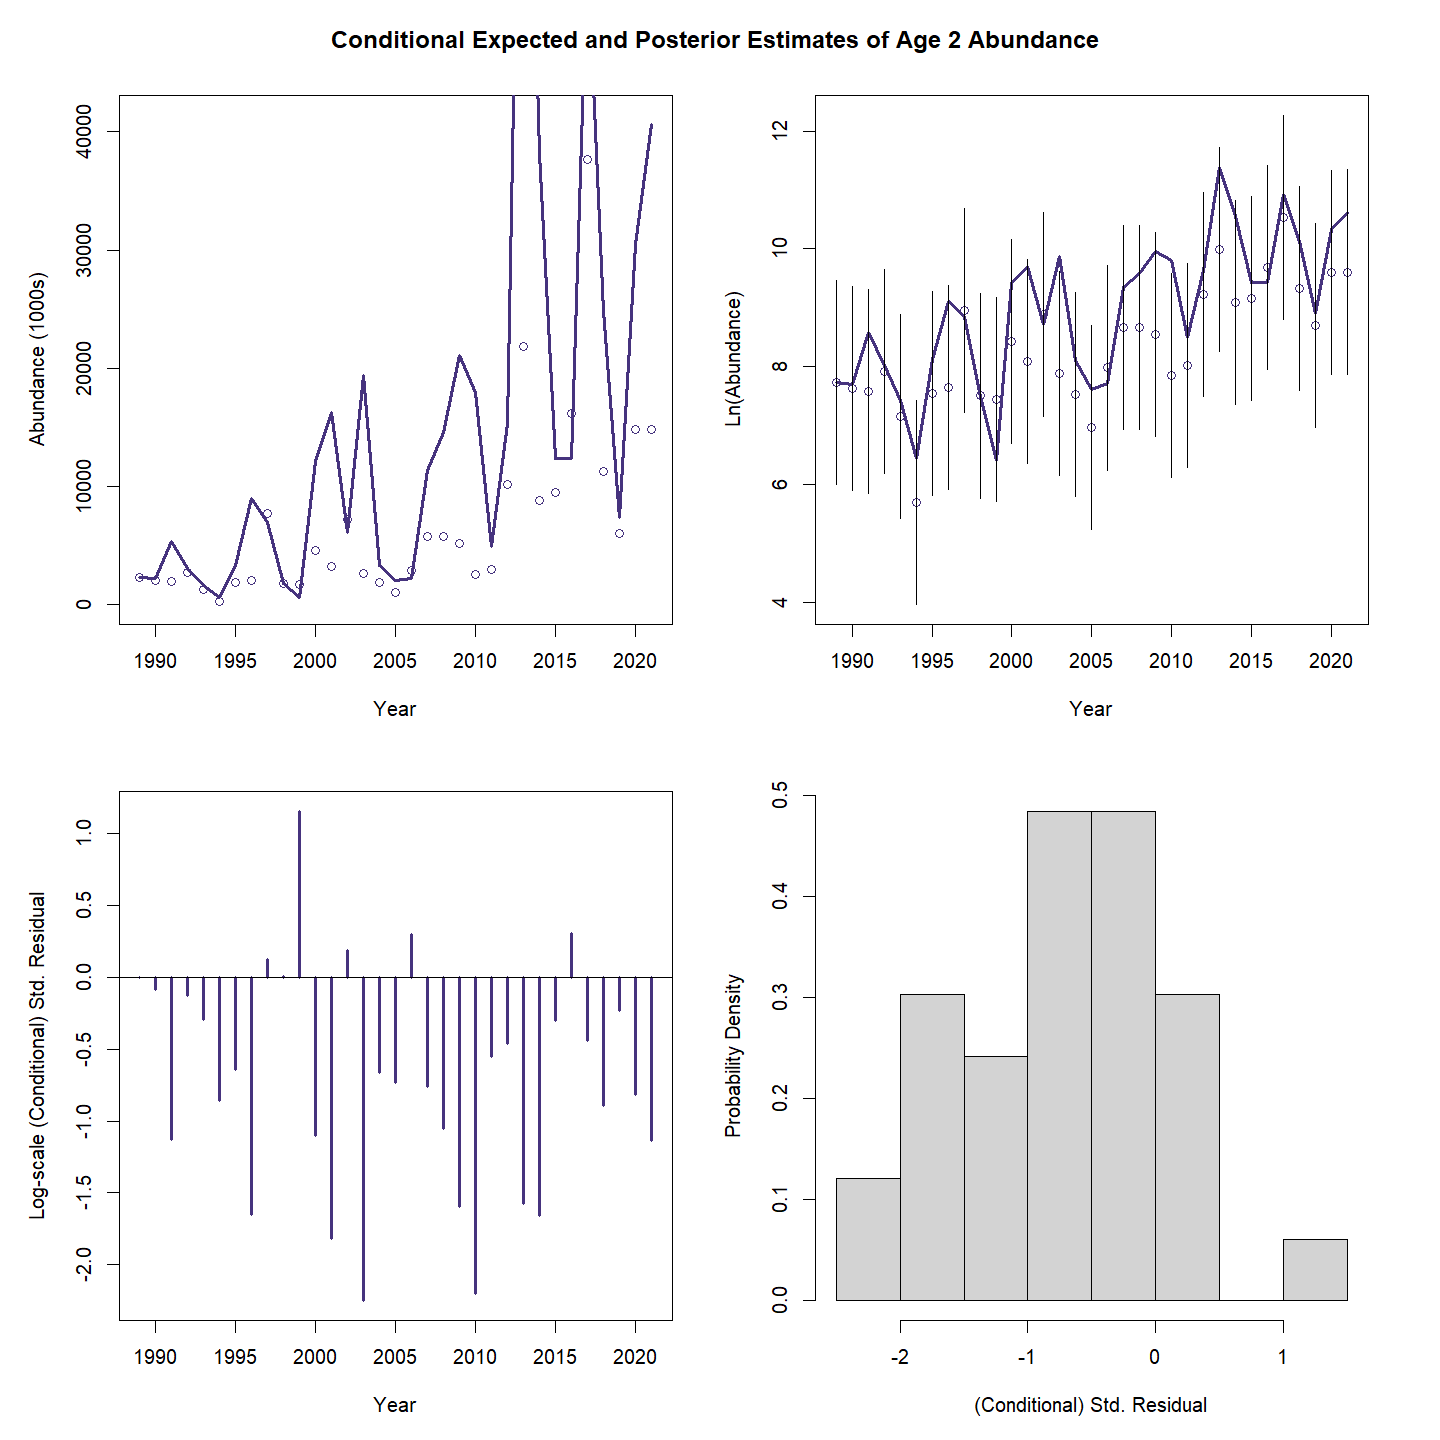 Conditional Expected and Posterior Estimates of Age 2 Abundance
Abundance (1000s)
40000
30000
20000
10000
0
1990 1995 2000 2005 2010 2015 2020
Year
Ln(Abundance)
12
10
8
6
4
1990 1995 2000 2005 2010 2015 2020
Year
Log-scale (Conditional) Std. Residual
1.0
0.5
0.0
-0.5
-1.0
-1.5
-2.0
1990 1995 2000 2005 2010 2015 2020
Year
Probability Density
0.5
0.4
0.3
0.2
0.1
0.0
-2 -1 0 1
(Conditional) Std. Residual